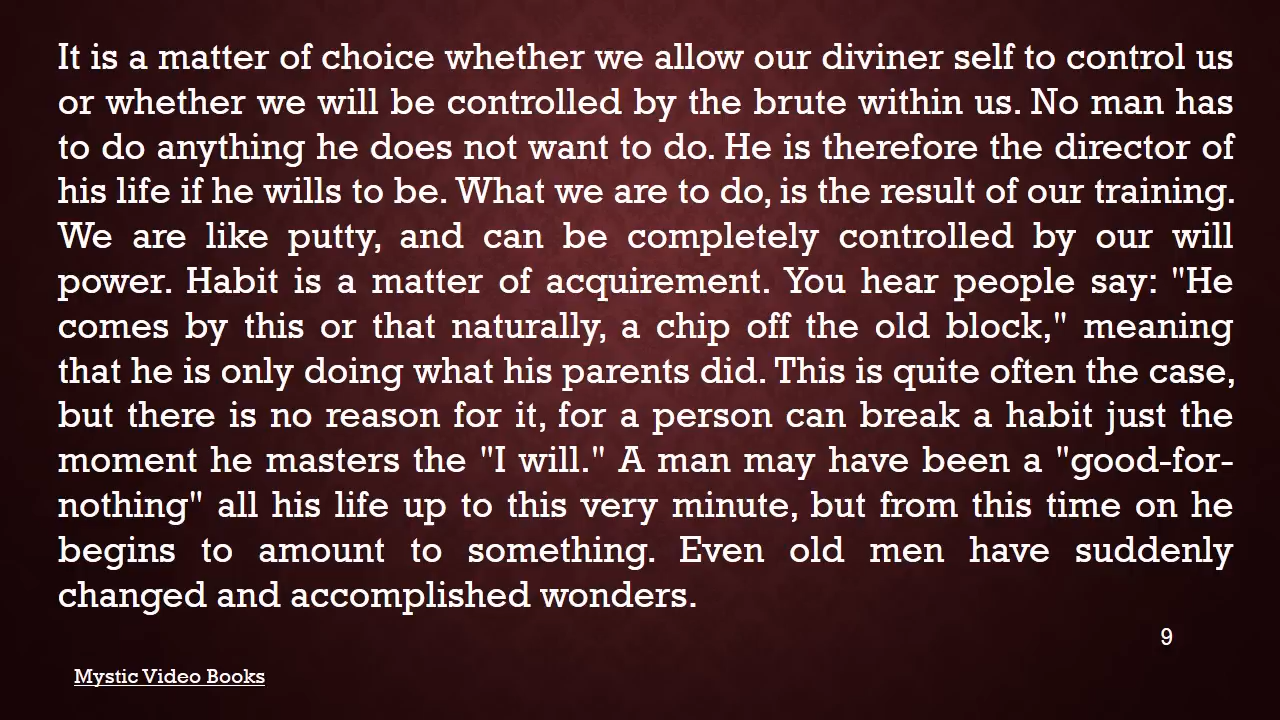 It is a matter of choice whether we allow our diviner self to control us
or whether we will be controlled by the brute within us. No man has
to do anything he does not want to do. He is therefore the director of
his life if he wills to be. What we are to do, is the result of our training.
We are like putty, and can be completely controlled by our will
power. Habit is a matter of acquirement. You hear people say: "He
comes by this or that naturally, a chip off the old block," meaning
that he is only doing what his parents did. This is quite often the case,
but there is no reason for it, for a person can break a habit just the
moment he masters the "I will." A man may have been a "good-for-
nothing" all his life up to this very minute, but from this time on he
begins to amount to something. Even old men have suddenly
changed and accomplished wonders.
9
Mystic Video Books